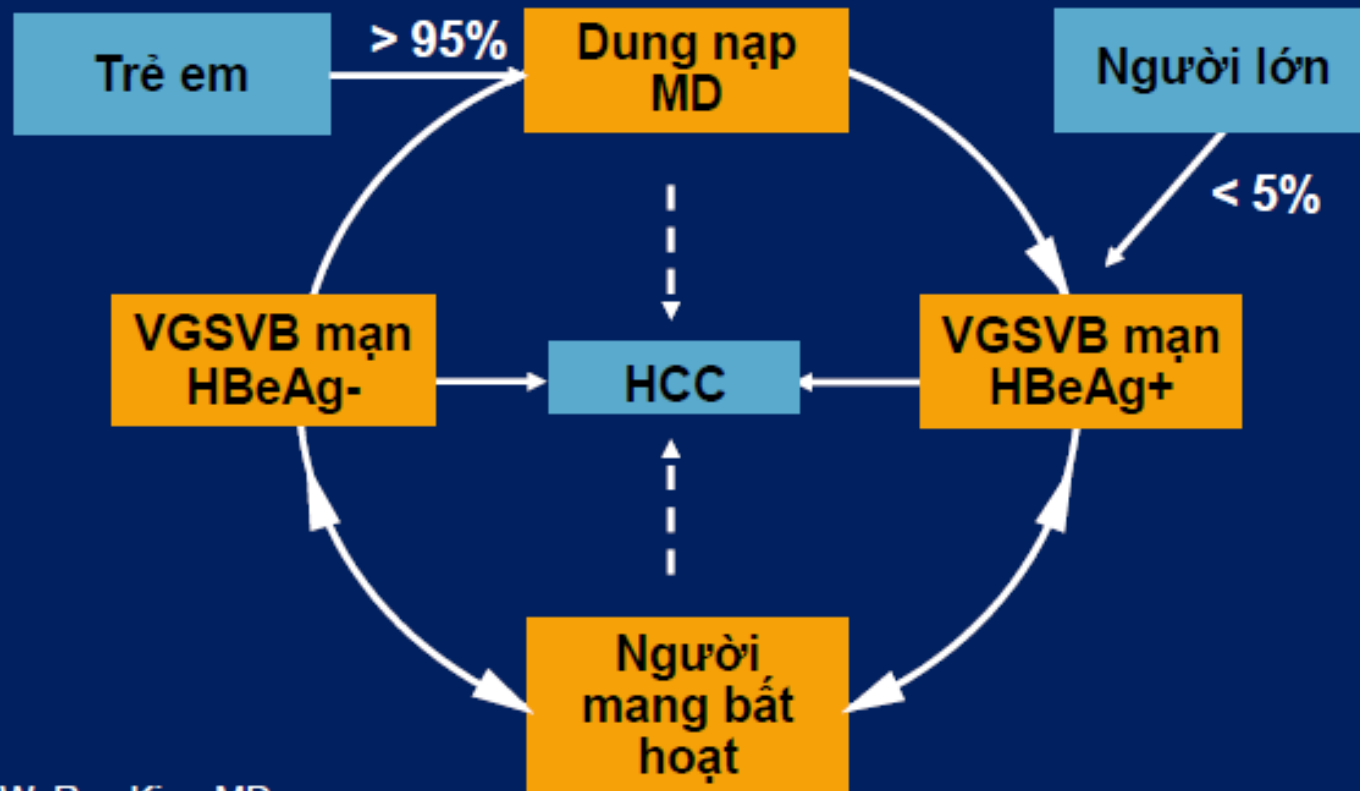 Trẻ em
> 95%
Dung nạp
MD
Người lớn
< 5%
VGSVB mạn
HBeAg-
HCC
VGSVB mạn
HBeAg+
Người
mang bất
hoạt